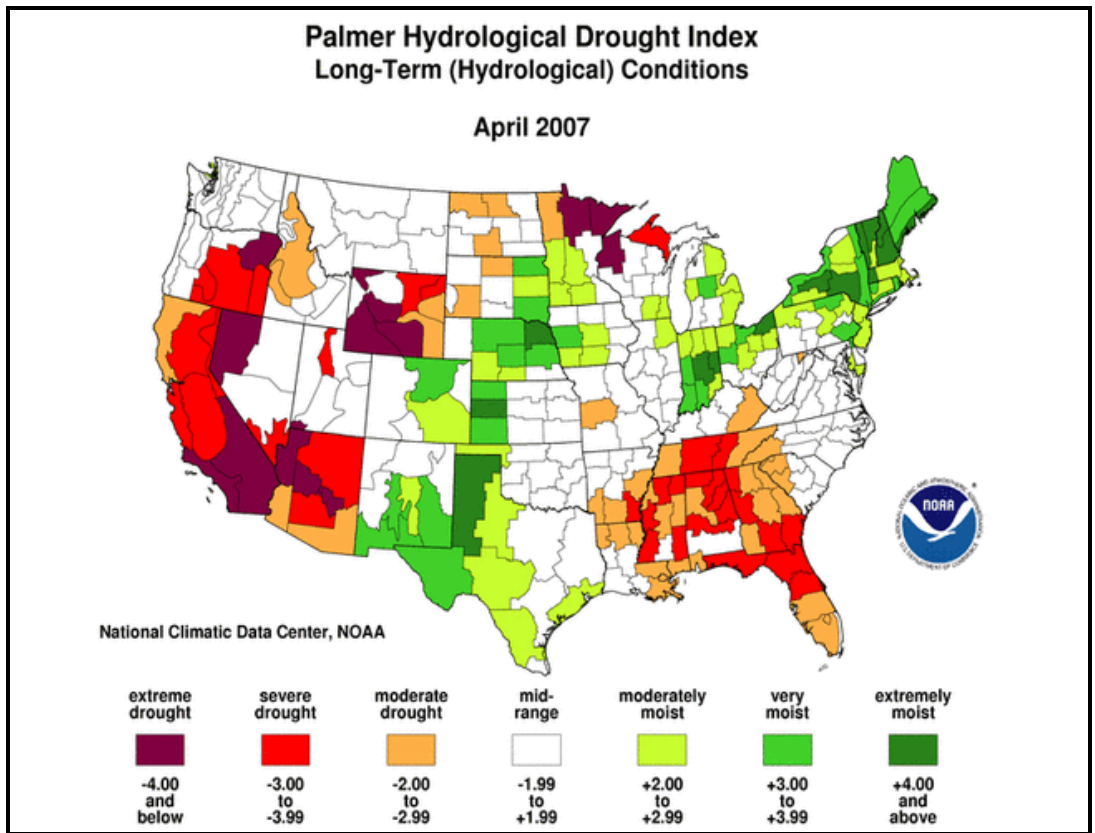 Palmer Hydrological Drought Index
Long-Term (Hydrological) Conditions
April 2007
NOAA
National Climatic Data Center, NOAA
extreme drought
severe drought
moderate drought
mid-range
moderately moist
very moist
extremely moist
-4.00 and below
-3.00 to -3.99
-2.00 to -2.99
-1.99 to +1.99
+2.00 to +2.99
+3.00 to +3.99
+4.00 and above